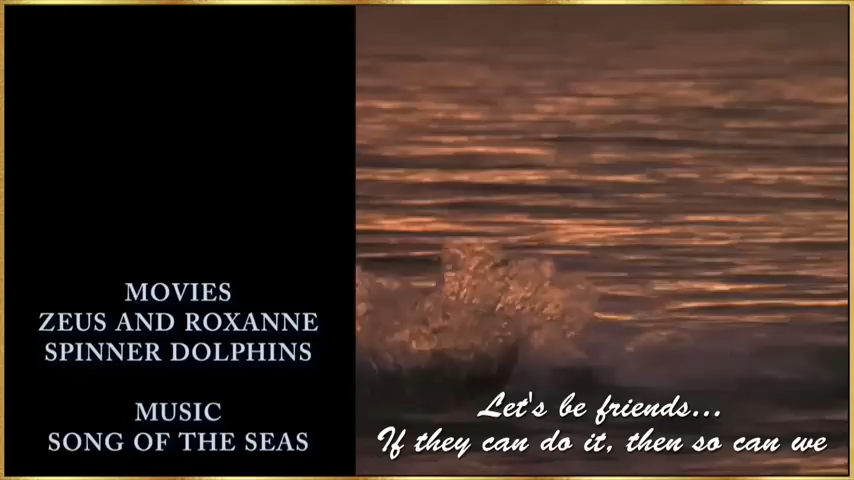 MOVIES
ZEUS AND ROXANNE
SPINNER DOLPHINS
MUSIC
SONG OF THE SEAS
Let's be friends...
If they can do it, then so can we